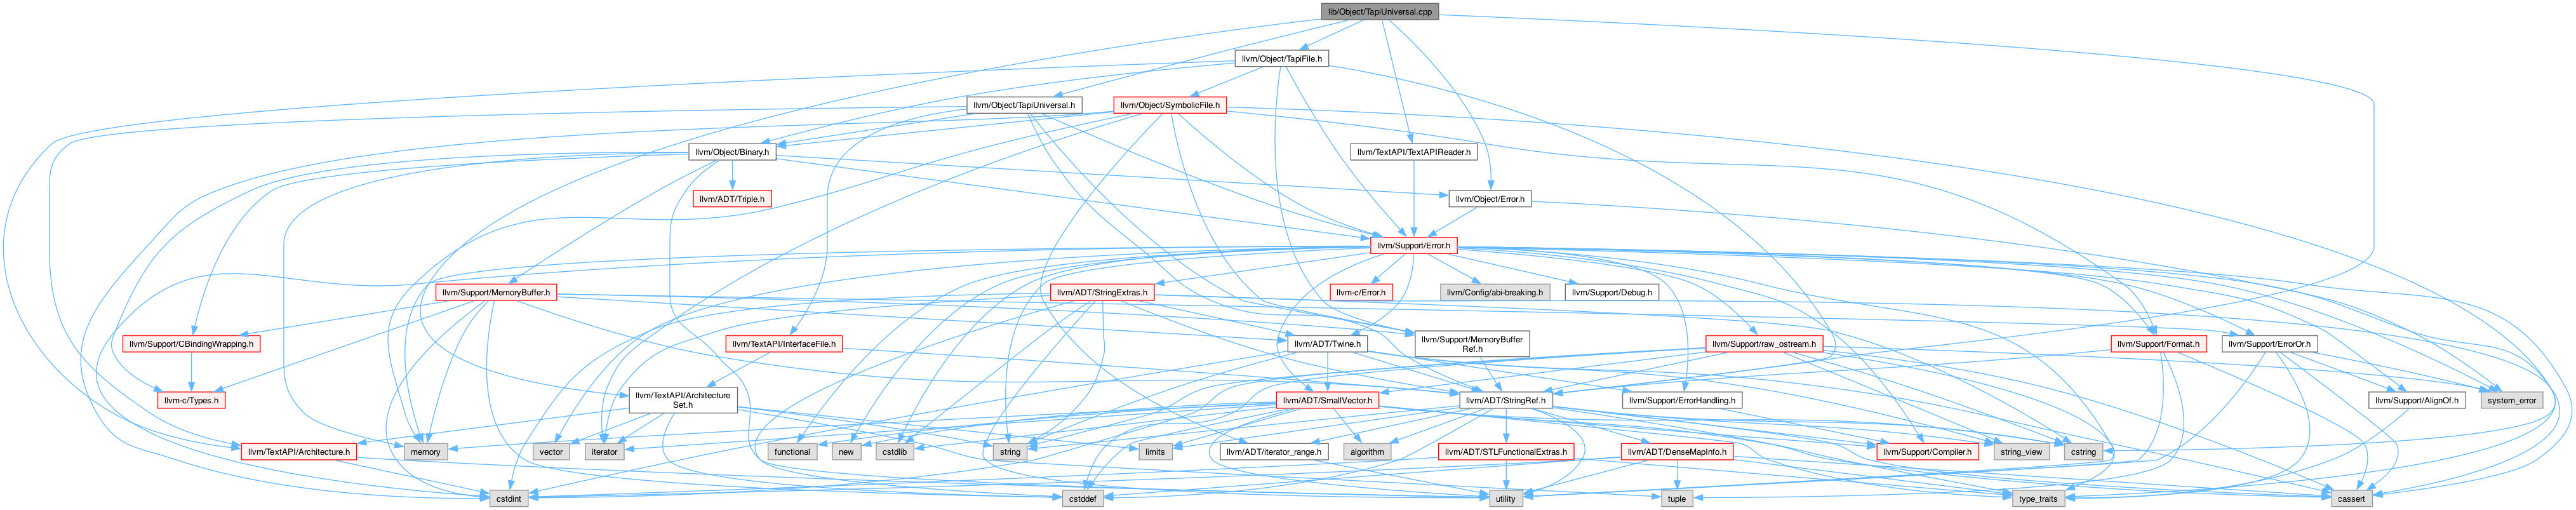 lib/Object/TapiUniversal.cpp
llvm/Object/TapiFile.h
llvm/Object/TapiUniversal.h
llvm/Object/SymbolicFile.h
llvm/Object/Binary.h
llvm/TextAPI/TextAPIReader.h
llvm/ADT/Triple.h
llvm/Object/Error.h
llvm/Support/Error.h
llvm/Support/MemoryBuffer.h
llvm/ADT/StringExtras.h
llvm-c/Error.h
llvm/Config/abi-breaking.h
llvm/Support/Debug.h
llvm/Support/CBindingWrapping.h
llvm/TextAPI/InterfaceFile.h
llvm/ADT/Twine.h
llvm/Support/MemoryBuffer
Ref.h
llvm/Support/raw_ostream.h
llvm/Support/Format.h
llvm/Support/ErrorOr.h
llvm-c/Types.h
llvm/TextAPI/Architecture
Set.h
llvm/ADT/SmallVector.h
llvm/ADT/StringRef.h
llvm/Support/ErrorHandling.h
llvm/Support/AlignOf.h
system_error
llvm/TextAPI/Architecture.h
memory
vector
iterator
functional
new
cstdlib
string
limits
llvm/ADT/iterator_range.h
algorithm
llvm/ADT/STLFunctionalExtras.h
llvm/ADT/DenseMapInfo.h
llvm/Support/Compiler.h
string_view
cstring
cstdint
cstddef
utility
tuple
type_traits
cassert